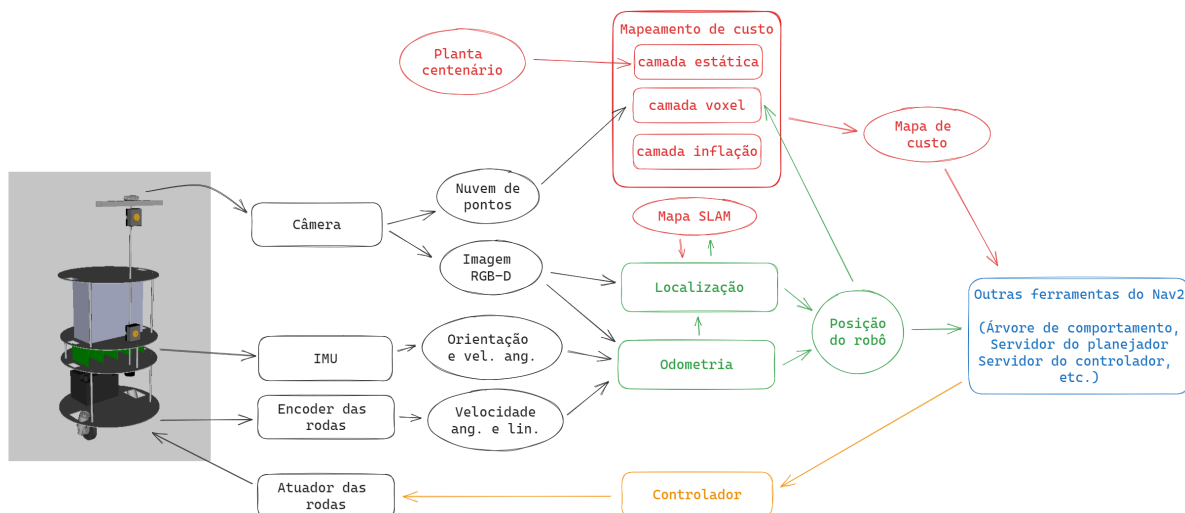 Mapeamento de custo
Planta
centenário
camada estática
camada voxel
camada inflação
Mapa de
custo
Nuvem de
pontos
Câmera
Mapa SLAM
Imagem
RGB-D
Localização
Outras ferramentas do Nav2
(Árvore de comportamento,
Servidor do planejador
Servidor do controlador,
etc.)
Posição
do robô
IMU
Orientação
e vel. ang.
Odometria
Encoder das
rodas
Velocidade
ang. e lin.
Atuador das
rodas
Controlador